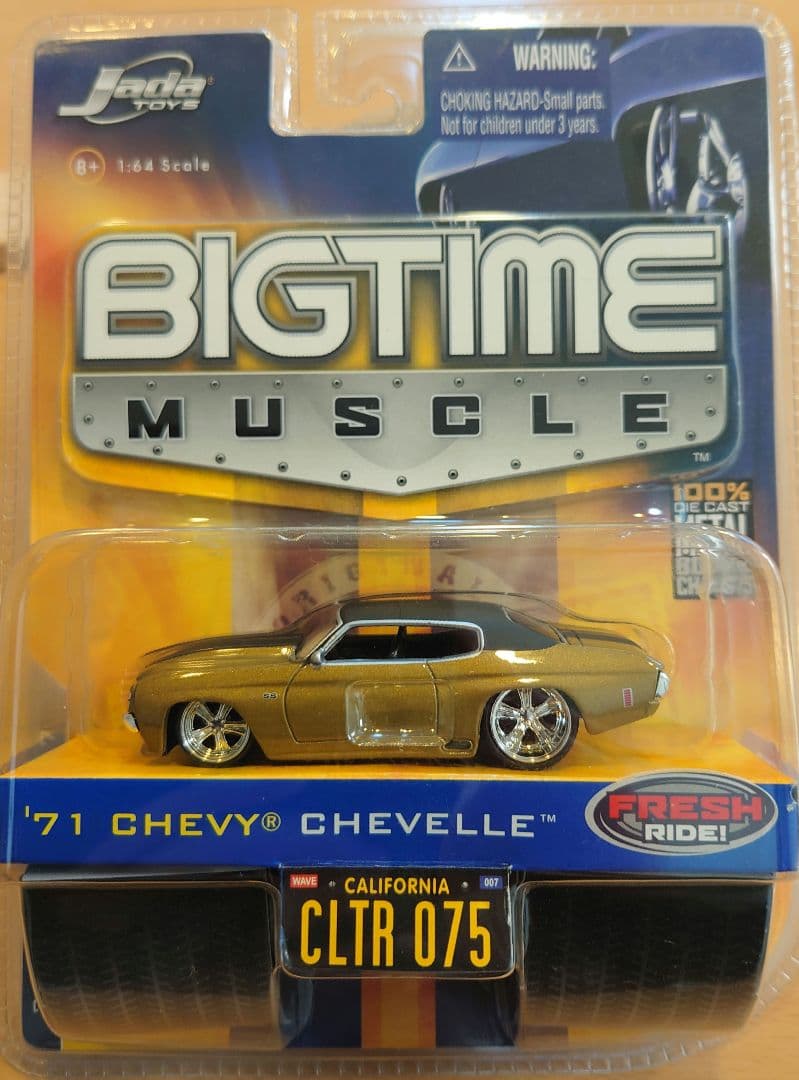 Jada®
TOYS
WARNING:
CHOKING HAZARD-Small parts.
Not for children under 3 years.
8+ 1:64 Scale
BIGTIME
MUSCLE
TM
100%
DIE CAST
METAL
SS
'71 CHEVY® CHEVELLE™
FRESH
RIDE!
WAVE CALIFORNIA 007
CLTR 075